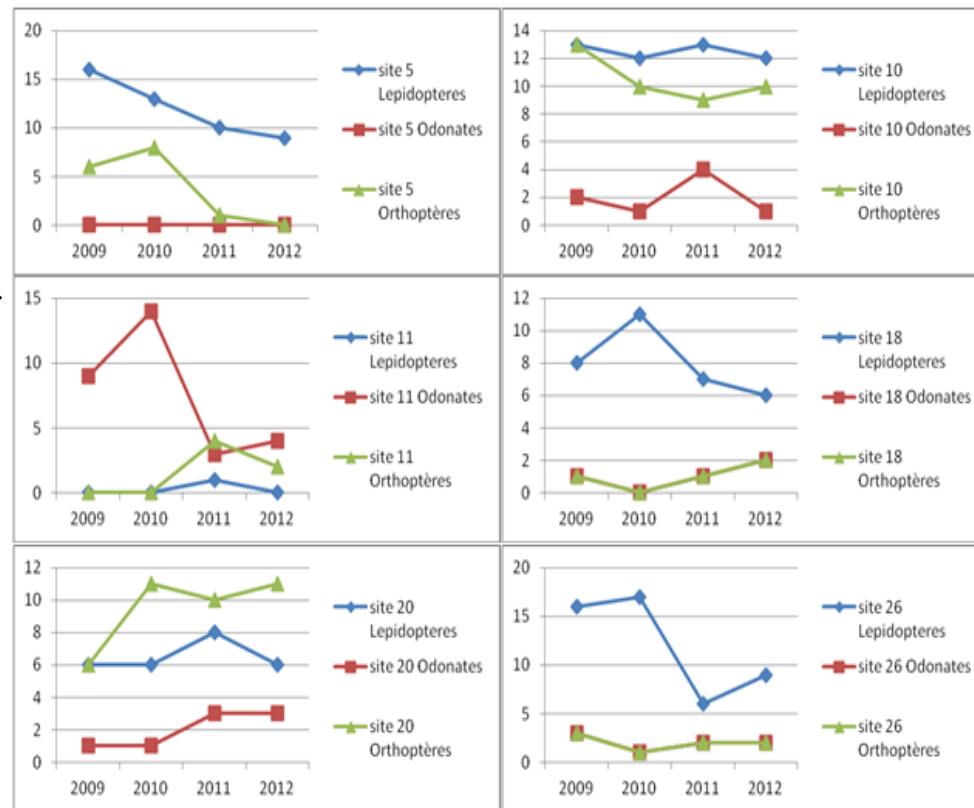 20
15
10
5
0
2009 2010 2011 2012
site 5
Lepidopteres
site 5 Odonates
site 5
Orthoptères
14
12
10
8
6
4
2
0
2009 2010 2011 2012
site 10
Lepidopteres
site 10 Odonates
site 10
Orthoptères
15
10
5
0
2009 2010 2011 2012
site 11
Lepidopteres
site 11 Odonates
site 11
Orthoptères
12
10
8
6
4
2
0
2009 2010 2011 2012
site 18
Lepidopteres
site 18 Odonates
site 18
Orthoptères
12
10
8
6
4
2
0
2009 2010 2011 2012
site 20
Lepidopteres
site 20 Odonates
site 20
Orthoptères
20
15
10
5
0
2009 2010 2011 2012
site 26
Lepidopteres
site 26 Odonates
site 26
Orthoptères